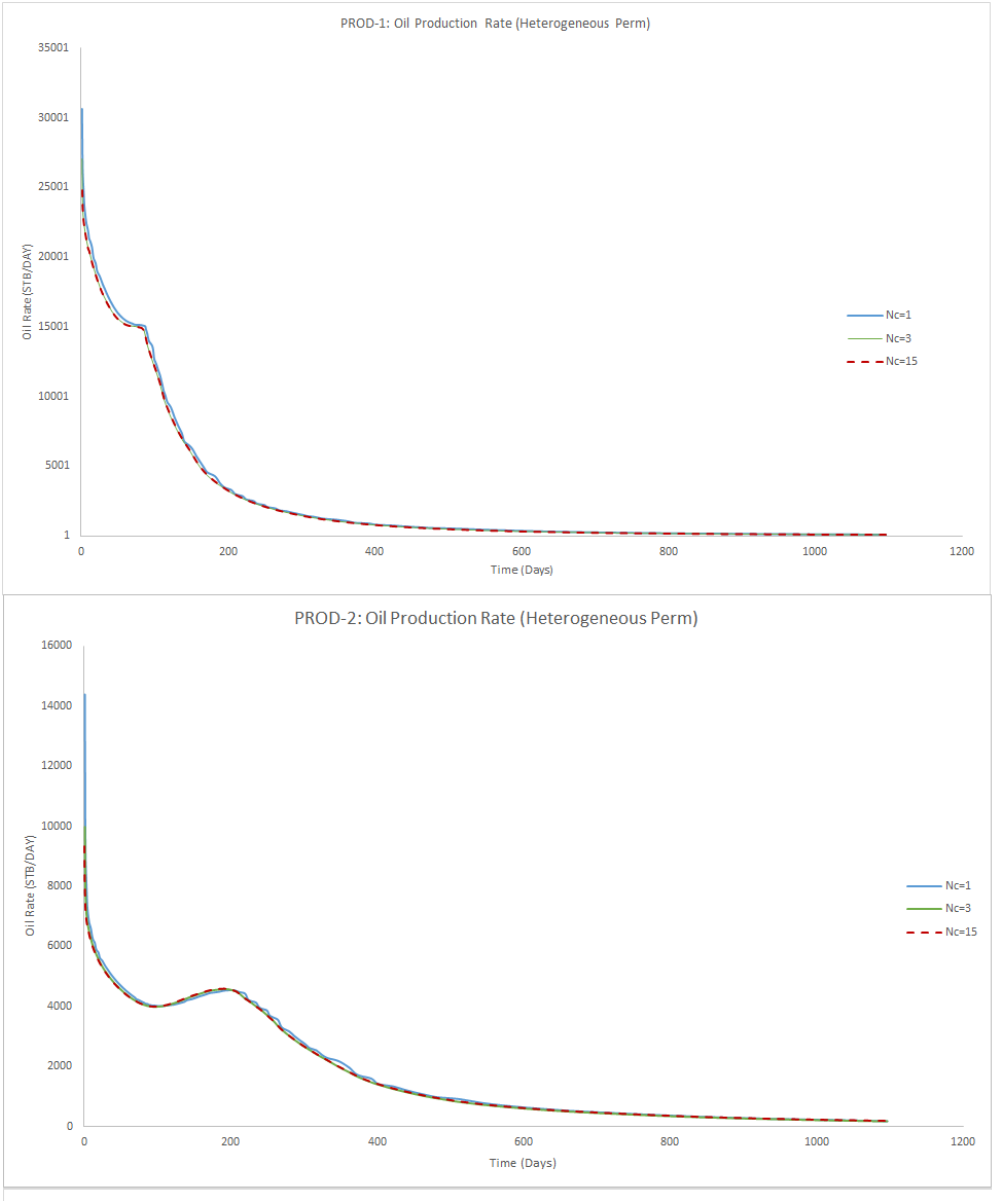 PROD-1: Oil Production Rate (Heterogeneous Perm)
35001
30001
25001
20001
15001
10001
5001
1
Oil Rate (STB/DAY)
0 200 400 600 800 1000 1200
Time (Days)
Nc=1
Nc=3
Nc=15
PROD-2: Oil Production Rate (Heterogeneous Perm)
16000
14000
12000
10000
8000
6000
4000
2000
0
Oil Rate (STB/DAY)
0 200 400 600 800 1000 1200
Time (Days)
Nc=1
Nc=3
Nc=15